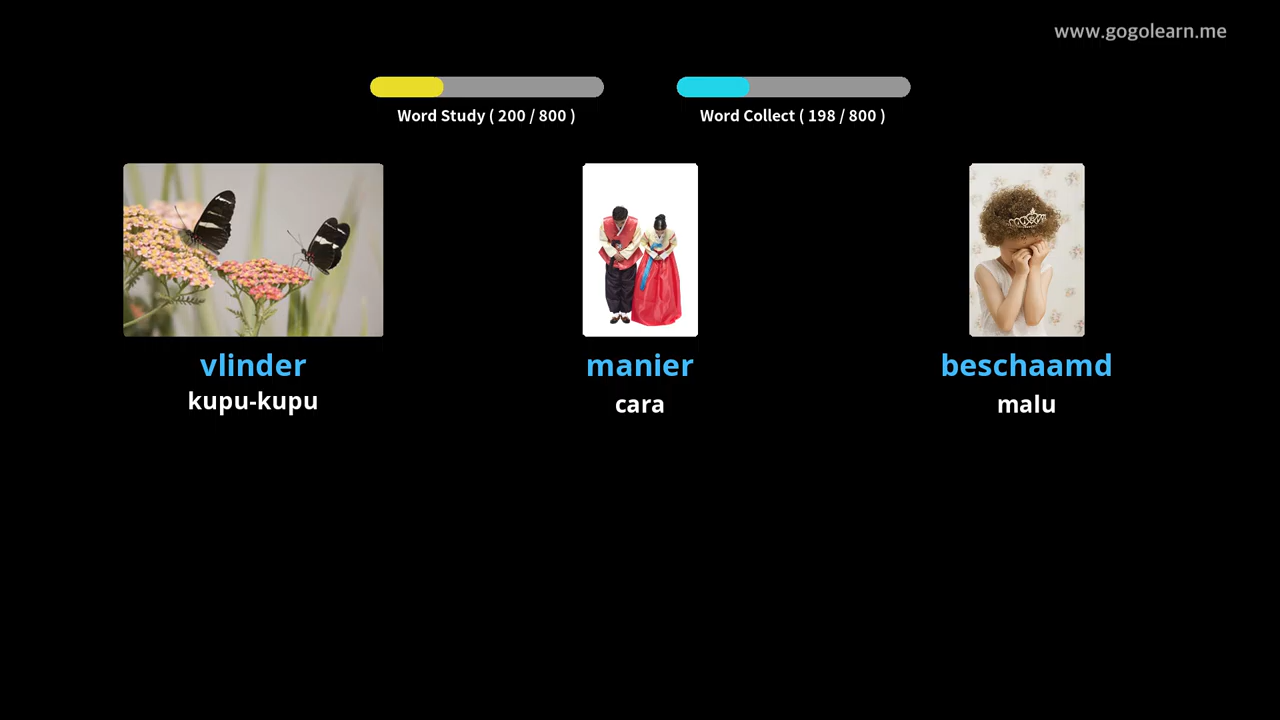 www.gogolearn.me
Word Study ( 200 / 800 )
Word Collect ( 198 / 800 )
vlinder
kupu-kupu
manier
cara
beschaamd
malu